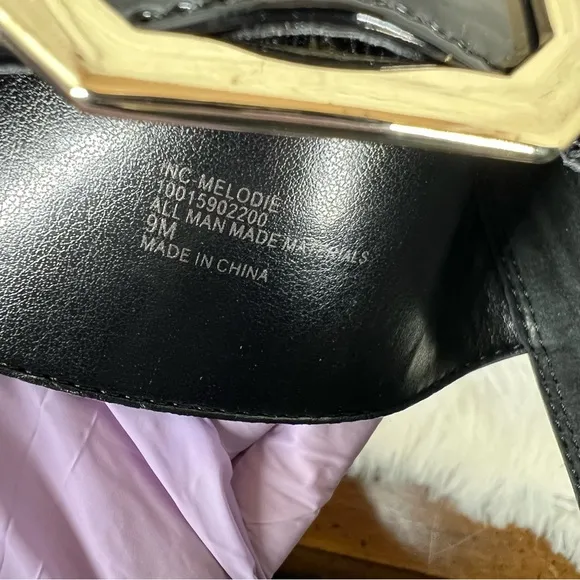 INC-MELODIE
10015902200
ALL MAN MADE MATERIALS
9M
MADE IN CHINA